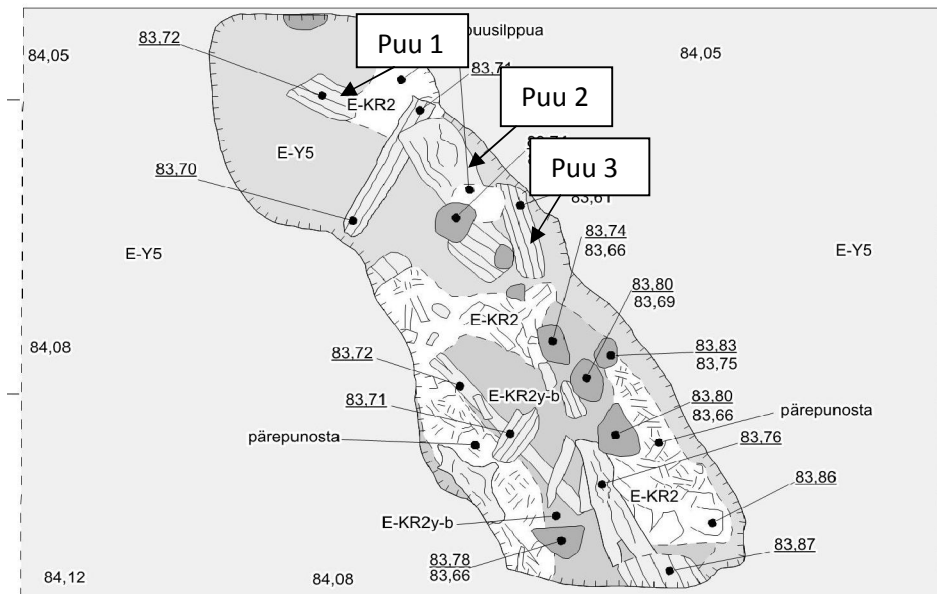 83,72
Puu 1
puusilppua
84,05
84,05
83,71
E-KR2
Puu 2
E-Y5
Puu 3
83,70
83,61
83,74
83,66
E-Y5
E-Y5
83,80
83,69
E-KR2
84,08
83,72
83,83
83,75
E-KR2y-b
83,71
83,80
83,66
pärepunosta
pärepunosta
83,76
E-KR2
83,86
E-KR2y-b
83,78
83,66
83,87
84,12
84,08